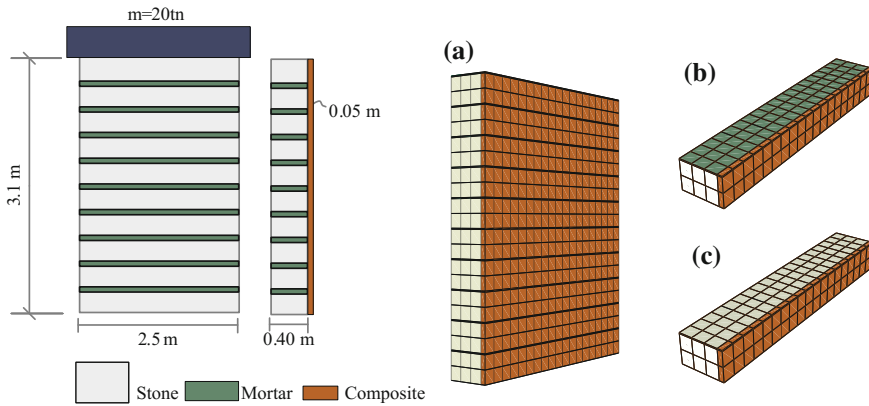 m=20tn
3.1 m
2.5 m
0.40 m
0.05 m
Stone
Mortar
Composite
(a)
(b)
(c)